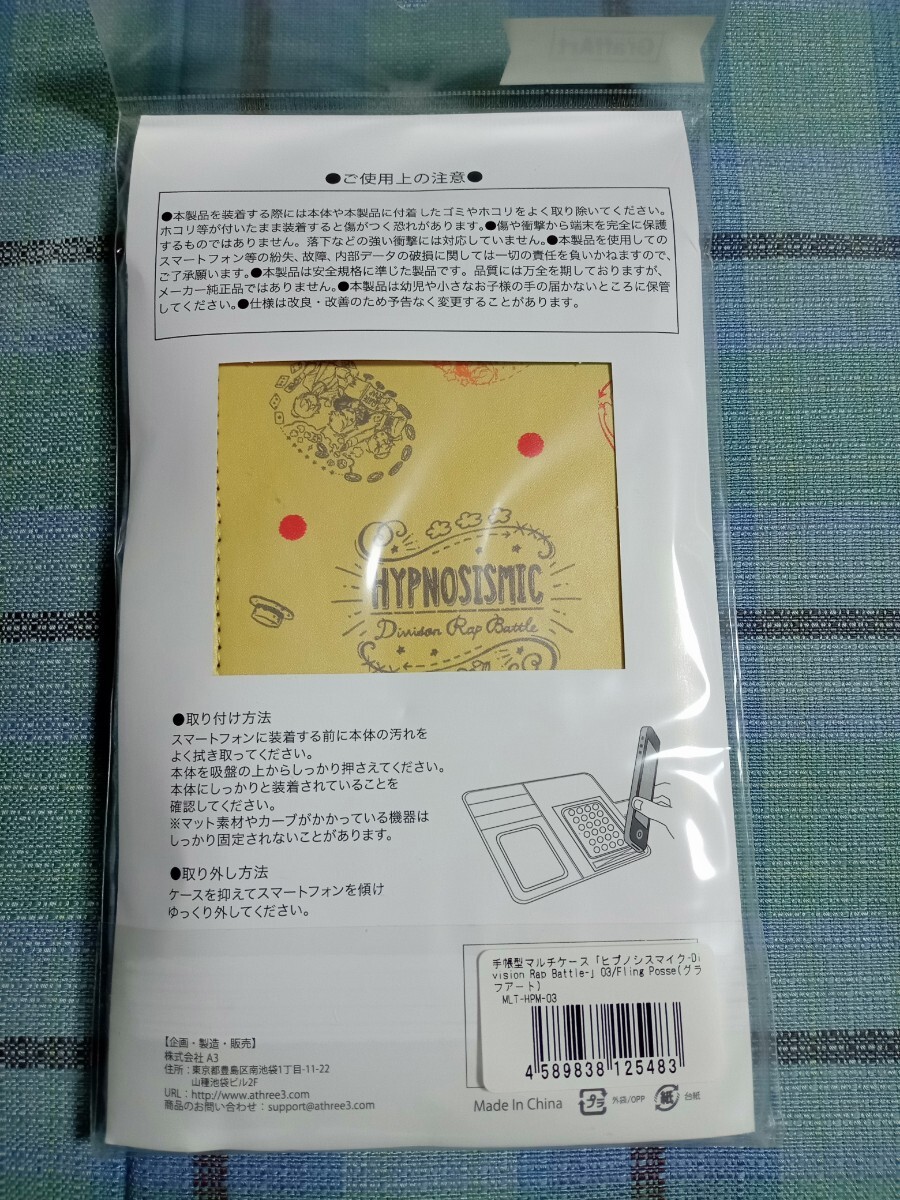 ●ご使用上の注意●
●本製品を装着する際には本体や本製品に付着したゴミやホコリをよく取り除いてください。
ホコリ等が付いたまま装着すると傷がつく恐れがあります。●傷や衝撃から端末を完全に保護
するものではありません。落下などの強い衝撃には対応していません。●本製品を使用しての
スマートフォン等の紛失、故障、内部データの破損に関しては一切の責任を負いかねますので、
ご了承願います。●本製品は安全規格に準じた製品です。品質には万全を期しておりますが、
メーカー純正品ではありません。●本製品は幼児や小さなお子様の手の届かないところに保管
してください。●仕様は改良・改善のため予告なく変更することがあります。
HYPNOSISMIC
Division Rap Battle
●取り付け方法
スマートフォンに装着する前に本体の汚れを
よく拭き取ってください。
本体を吸盤の上からしっかり押さえてください。
本体にしっかりと装着されていることを
確認してください。
※マット素材やカーブがかかっている機器は
しっかり固定されないことがあります。
●取り外し方法
ケースを抑えてスマートフォンを傾け
ゆっくり外してください。
手帳型マルチケース「ヒプノシスマイク-Di
vision Rap Battle-」03/Fling Posse(グラ
フアート)
MLT-HPM-03
4 589838 125483
【企画・製造・販売】
株式会社 A3
住所：東京都豊島区南池袋1丁目-11-22
山種池袋ビル2F
URL：http://www.athree3.com
商品のお問い合わせ：support@athree3.com
Made In China
プラ
外袋/OPP
紙
台紙